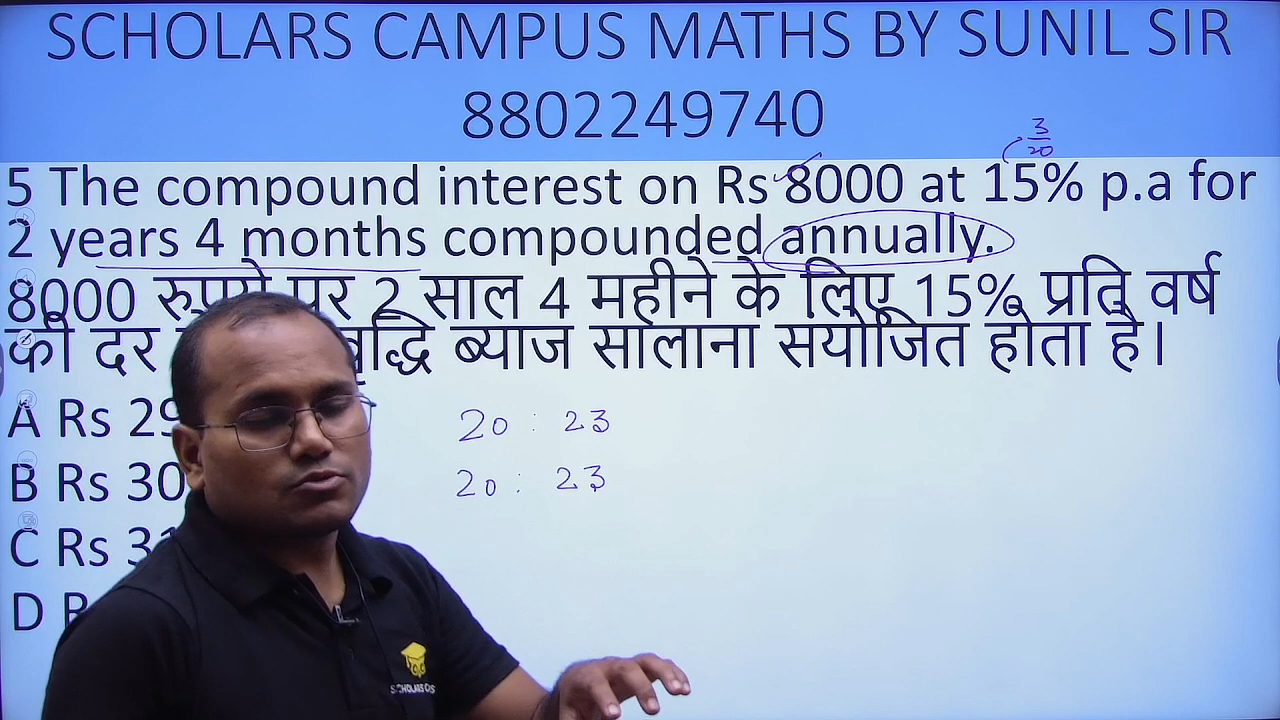 SCHOLARS CAMPUS MATHS BY SUNIL SIR
8802249740
3
20
5 The compound interest on Rs 8000 at 15% p.a for
2 years 4 months compounded annually.
8000 रुपये पर 2 साल 4 महीने के लिए 15% प्रति वर्ष
की दर वृद्धि ब्याज सालाना संयोजित होता है।
A Rs 29
20 : 23
B Rs 30
20 : 23
C Rs 31
D